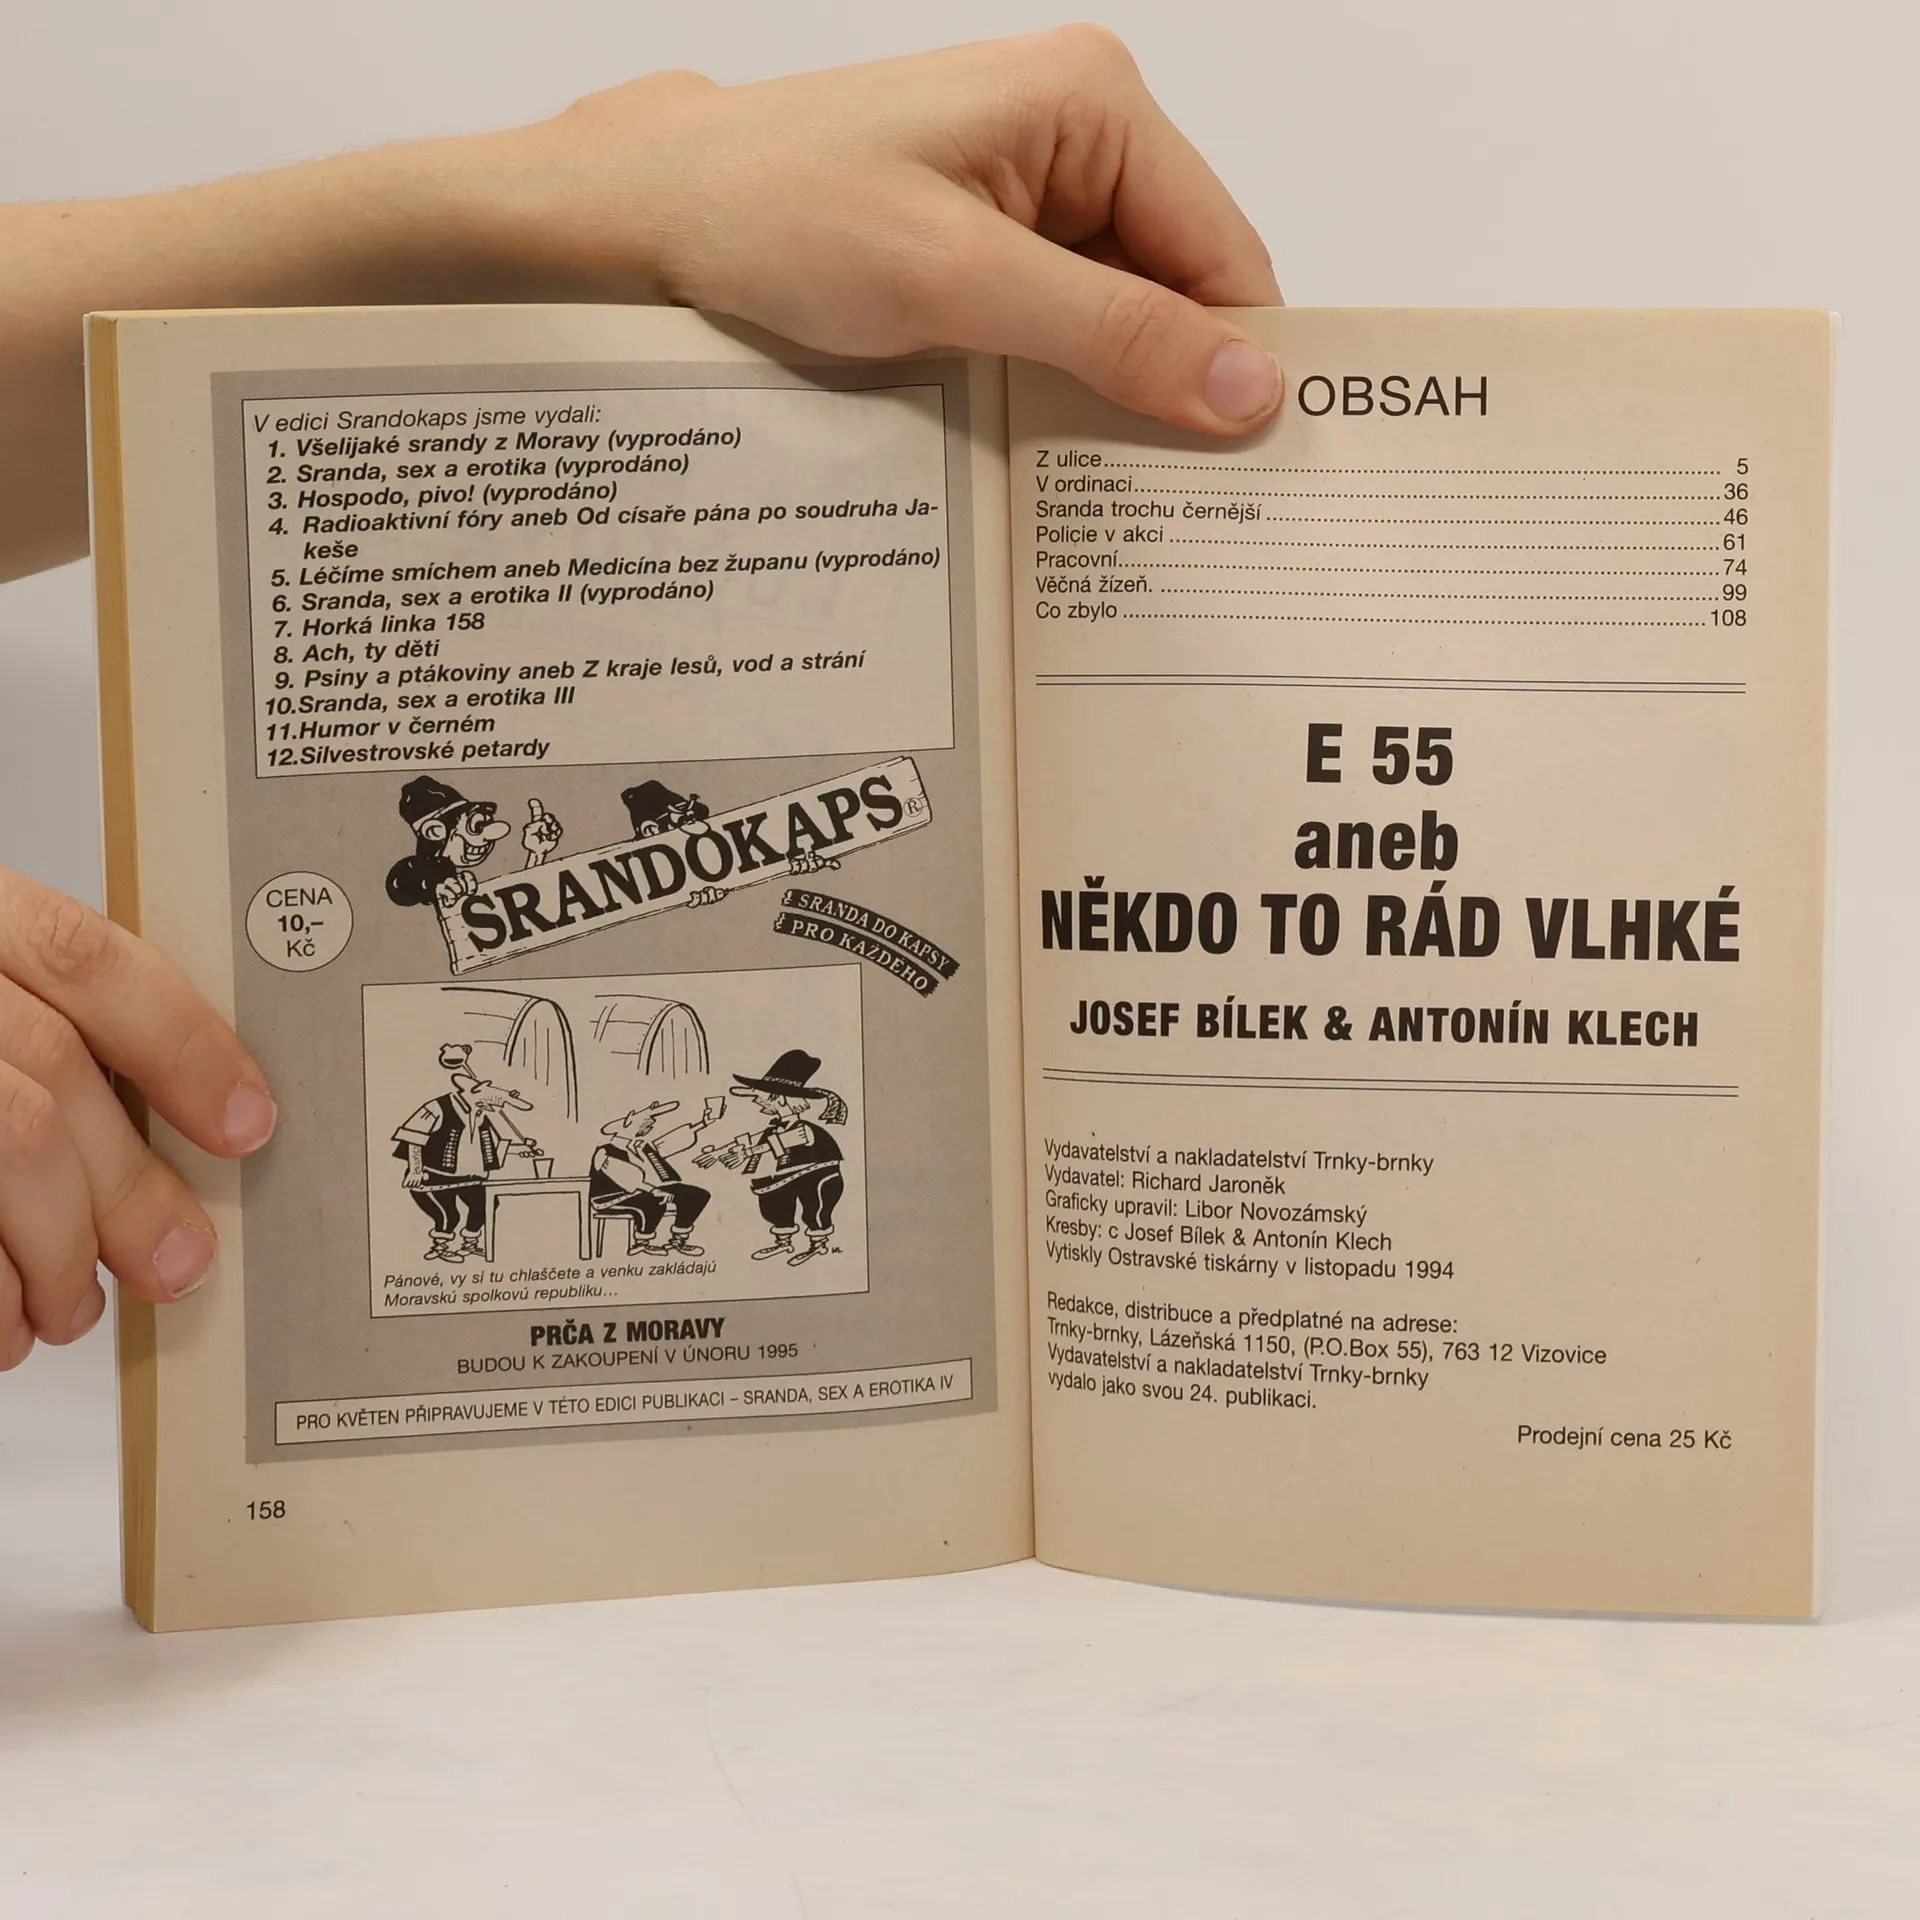 V edici Srandokaps jsme vydali:
1. Všelijaké srandy z Moravy (vyprodáno)
2. Sranda, sex a erotika (vyprodáno)
3. Hospodo, pivo! (vyprodáno)
4. Radioaktivní fóry aneb Od císaře pána po soudruha Ja-
keše
5. Léčíme smíchem aneb Medicína bez županu (vyprodáno)
6. Sranda, sex a erotika II (vyprodáno)
7. Horká linka 158
8. Ach, ty děti
9. Psiny a ptákoviny aneb Z kraje lesů, vod a strání
10.Sranda, sex a erotika III
11.Humor v černém
12.Silvestrovské petardy
SRANDOKAPS®
SRANDA DO KAPSY
PRO KAŽDÉHO
CENA
10,–
Kč
Pánové, vy si tu chlaščete a venku zakládajú
Moravskú spolkovú republiku...
PRČA Z MORAVY
BUDOU K ZAKOUPENÍ V ÚNORU 1995
PRO KVĚTEN PŘIPRAVUJEME V TÉTO EDICI PUBLIKACI – SRANDA, SEX A EROTIKA IV
158
OBSAH
Z ulice..... 5
V ordinaci..... 36
Sranda trochu černější..... 46
Policie v akci..... 61
Pracovní..... 74
Věčná žízeň...... 99
Co zbylo..... 108
E 55
aneb
NĚKDO TO RÁD VLHKÉ
JOSEF BÍLEK & ANTONÍN KLECH
Vydavatelství a nakladatelství Trnky-brnky
Vydavatel: Richard Jaroněk
Graficky upravil: Libor Novozámský
Kresby: c Josef Bílek & Antonín Klech
Vytiskly Ostravské tiskárny v listopadu 1994
Redakce, distribuce a předplatné na adrese:
Trnky-brnky, Lázeňská 1150, (P.O.Box 55), 763 12 Vizovice
Vydavatelství a nakladatelství Trnky-brnky
vydalo jako svou 24. publikaci.
Prodejní cena 25 Kč